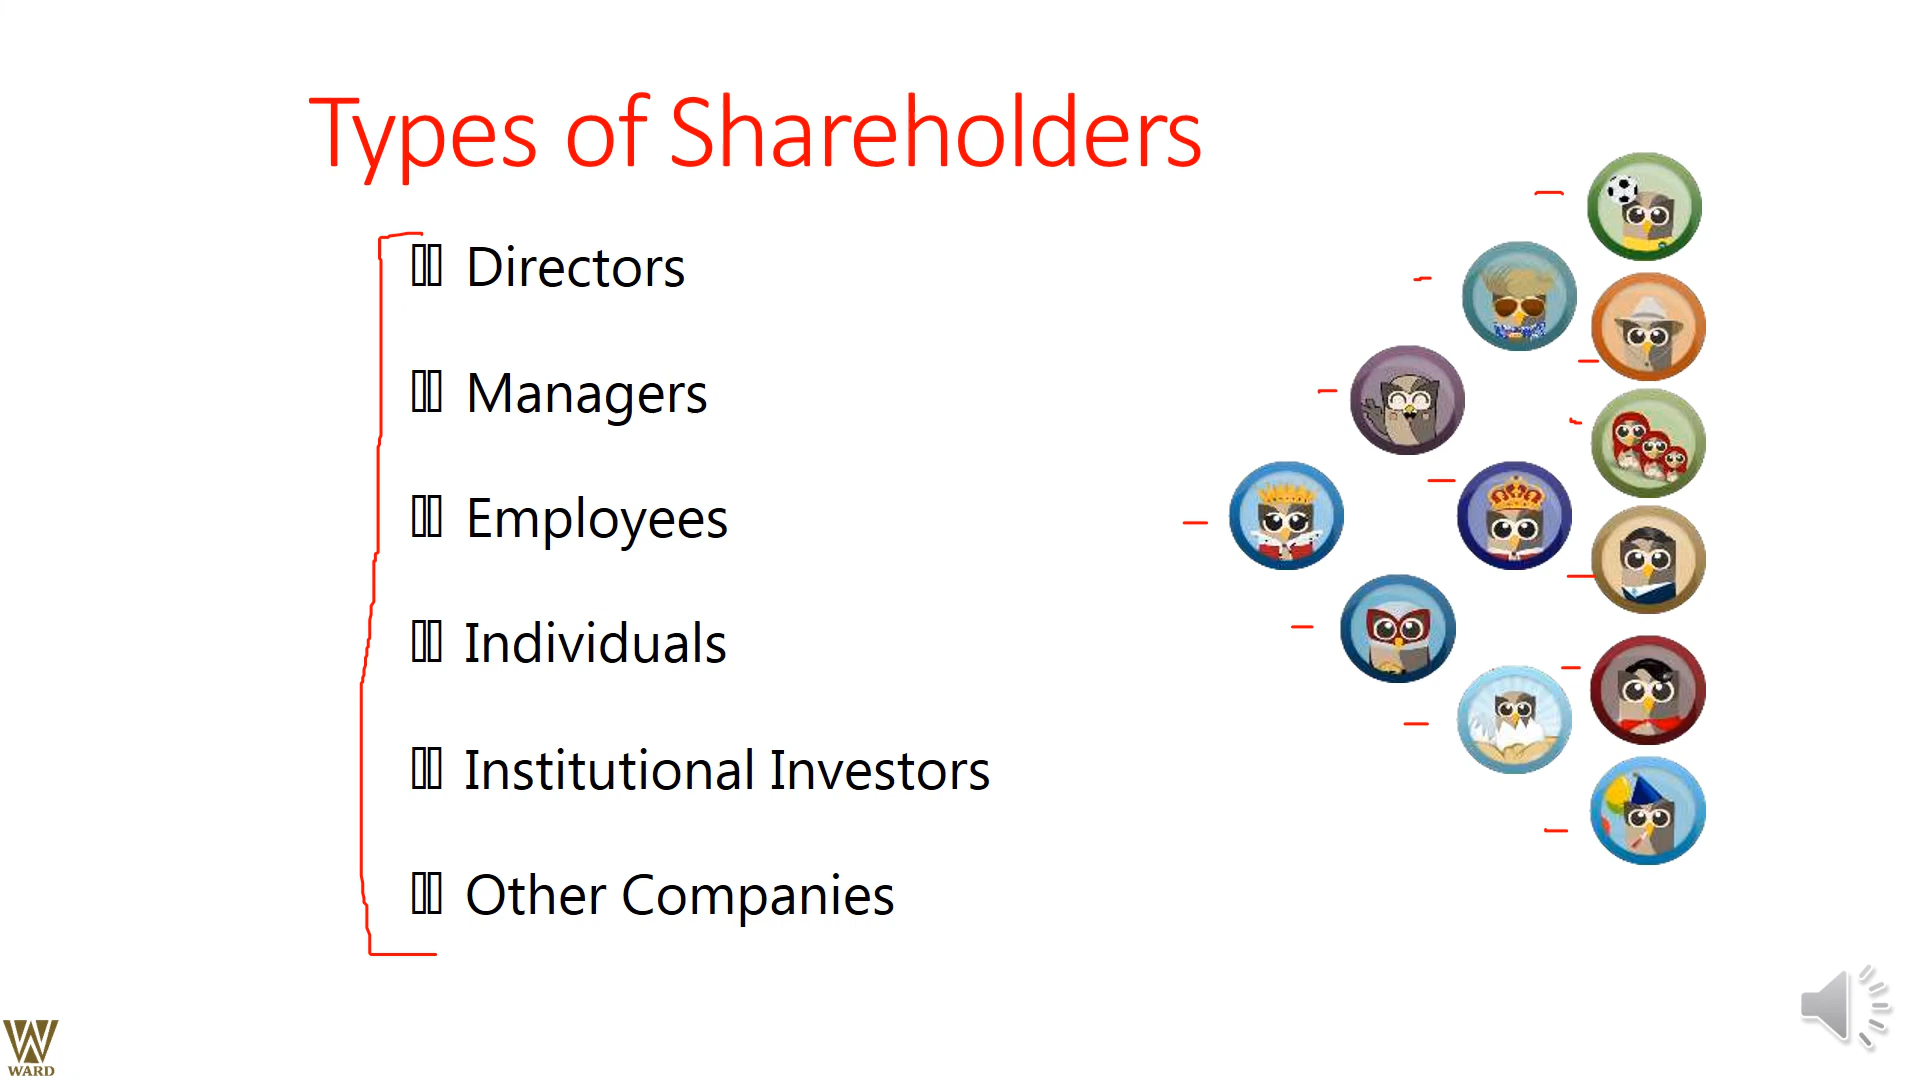 Types of Shareholders
Directors
Managers
Employees
Individuals
Institutional Investors
Other Companies
WARD